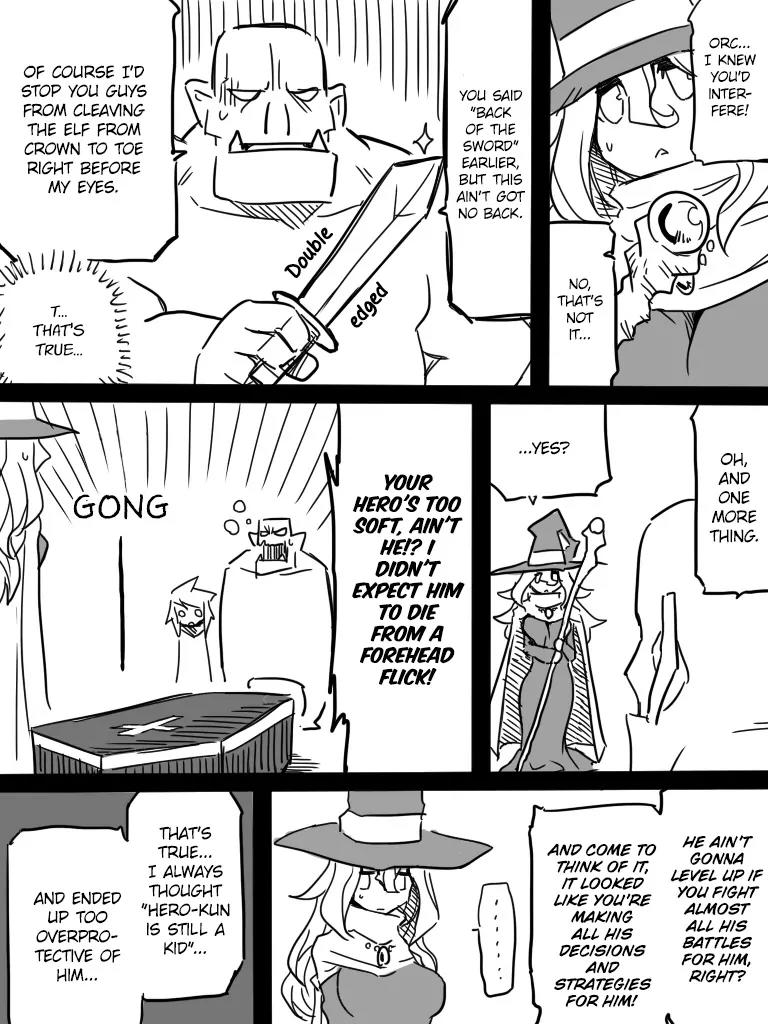 ORC...
I KNEW
YOU'D
INTER-
FERE!
NO,
THAT'S
NOT
IT...
YOU SAID
"BACK
OF THE
SWORD"
EARLIER,
BUT THIS
AIN'T GOT
NO BACK.
Double
edged
OF COURSE I'D
STOP YOU GUYS
FROM CLEAVING
THE ELF FROM
CROWN TO TOE
RIGHT BEFORE
MY EYES.
T...
THAT'S
TRUE...
OH,
AND
ONE
MORE
THING.
...YES?
YOUR
HERO'S TOO
SOFT, AIN'T
HE!? I
DIDN'T
EXPECT HIM
TO DIE
FROM A
FOREHEAD
FLICK!
GONG
HE AIN'T
GONNA
LEVEL UP IF
YOU FIGHT
ALMOST
ALL HIS
BATTLES
FOR HIM,
RIGHT?
AND COME TO
THINK OF IT,
IT LOOKED
LIKE YOU'RE
MAKING
ALL HIS
DECISIONS
AND
STRATEGIES
FOR HIM!
......
THAT'S
TRUE...
I ALWAYS
THOUGHT
"HERO-KUN
IS STILL A
KID"...
AND ENDED
UP TOO
OVERPRO-
TECTIVE OF
HIM...